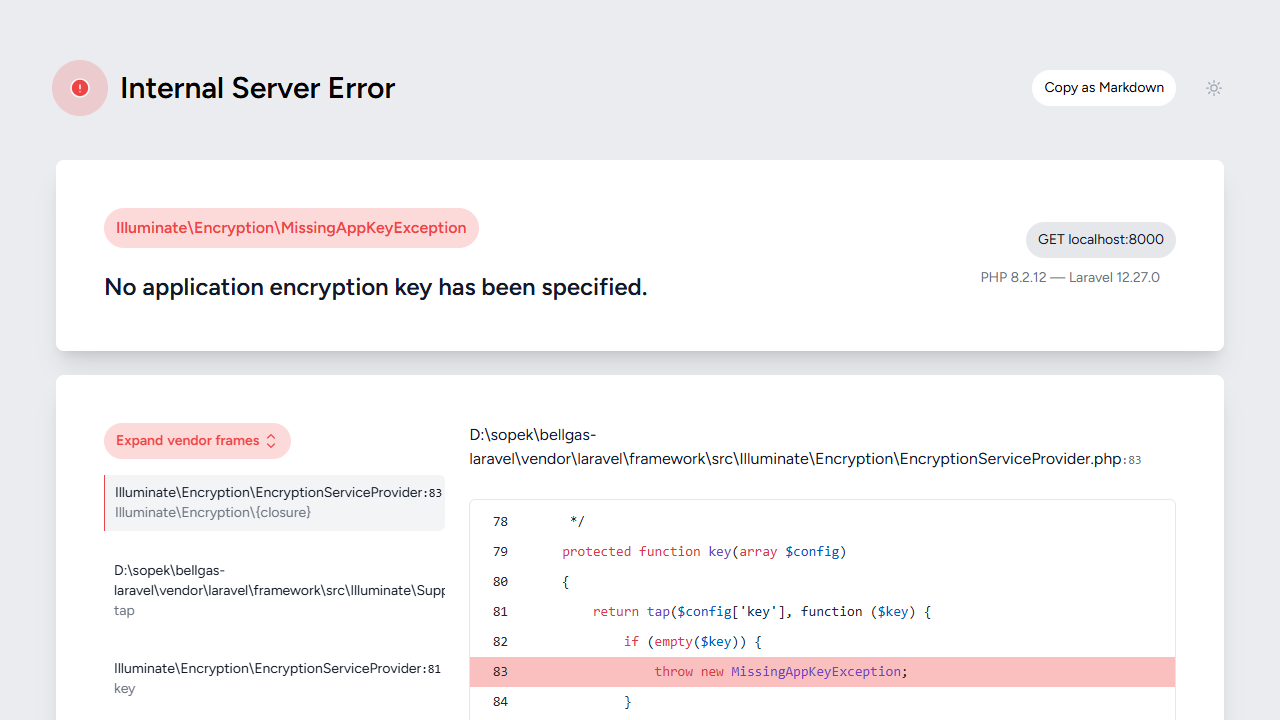 Internal Server Error
Copy as Markdown
Illuminate\Encryption\MissingAppKeyException
No application encryption key has been specified.
GET localhost:8000
PHP 8.2.12 — Laravel 12.27.0
Expand vendor frames
Illuminate\Encryption\EncryptionServiceProvider:83
Illuminate\Encryption\{closure}
D:\sopek\bellgas-
laravel\vendor\laravel\framework\src\Illuminate\Supp
tap
Illuminate\Encryption\EncryptionServiceProvider:81
key
D:\sopek\bellgas-
laravel\vendor\laravel\framework\src\Illuminate\Encryption\EncryptionServiceProvider.php:83
78 */
79 protected function key(array $config)
80 {
81 return tap($config['key'], function ($key) {
82 if (empty($key)) {
83 throw new MissingAppKeyException;
84 }